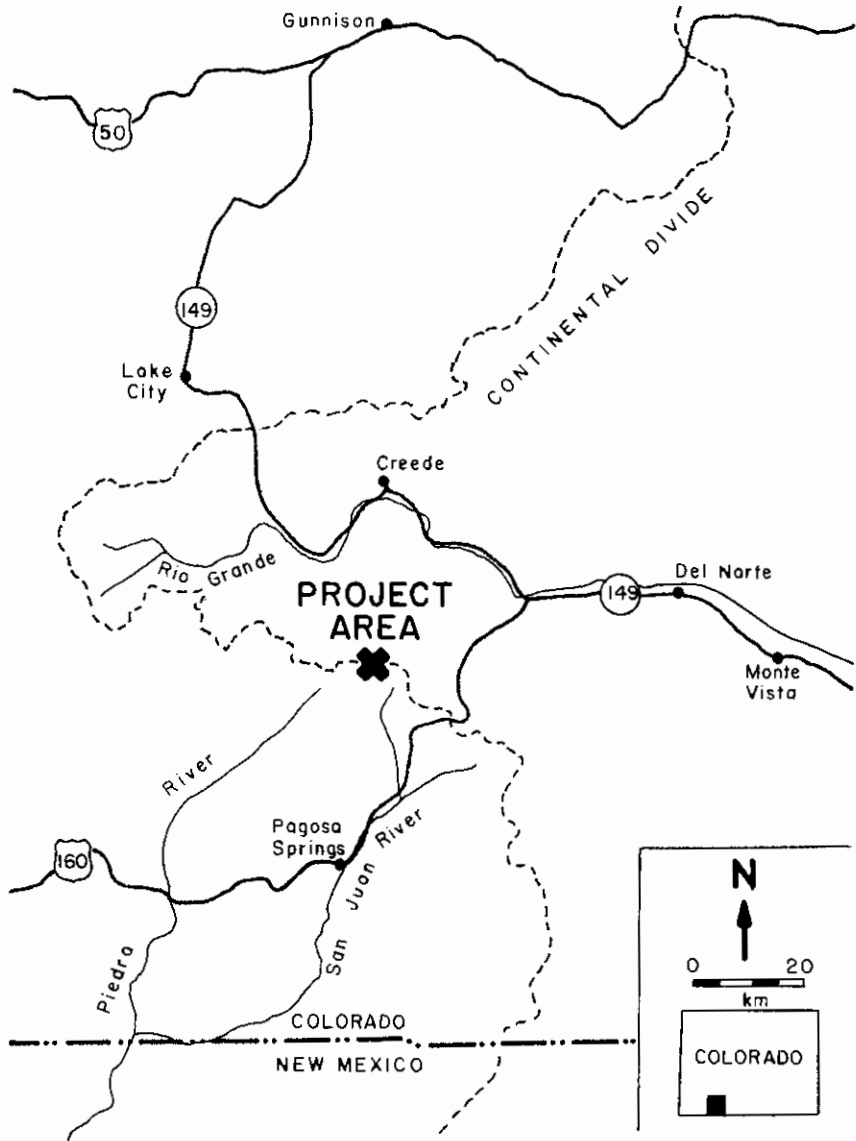 Gunnison
50
CONTINENTAL DIVIDE
149
Lake
City
Creede
Rio Grande
PROJECT
AREA
149
Del Norte
Monte
Vista
River
Pagosa
Springs
160
San Juan River
Piedra
N
0 20
km
COLORADO
NEW MEXICO
COLORADO